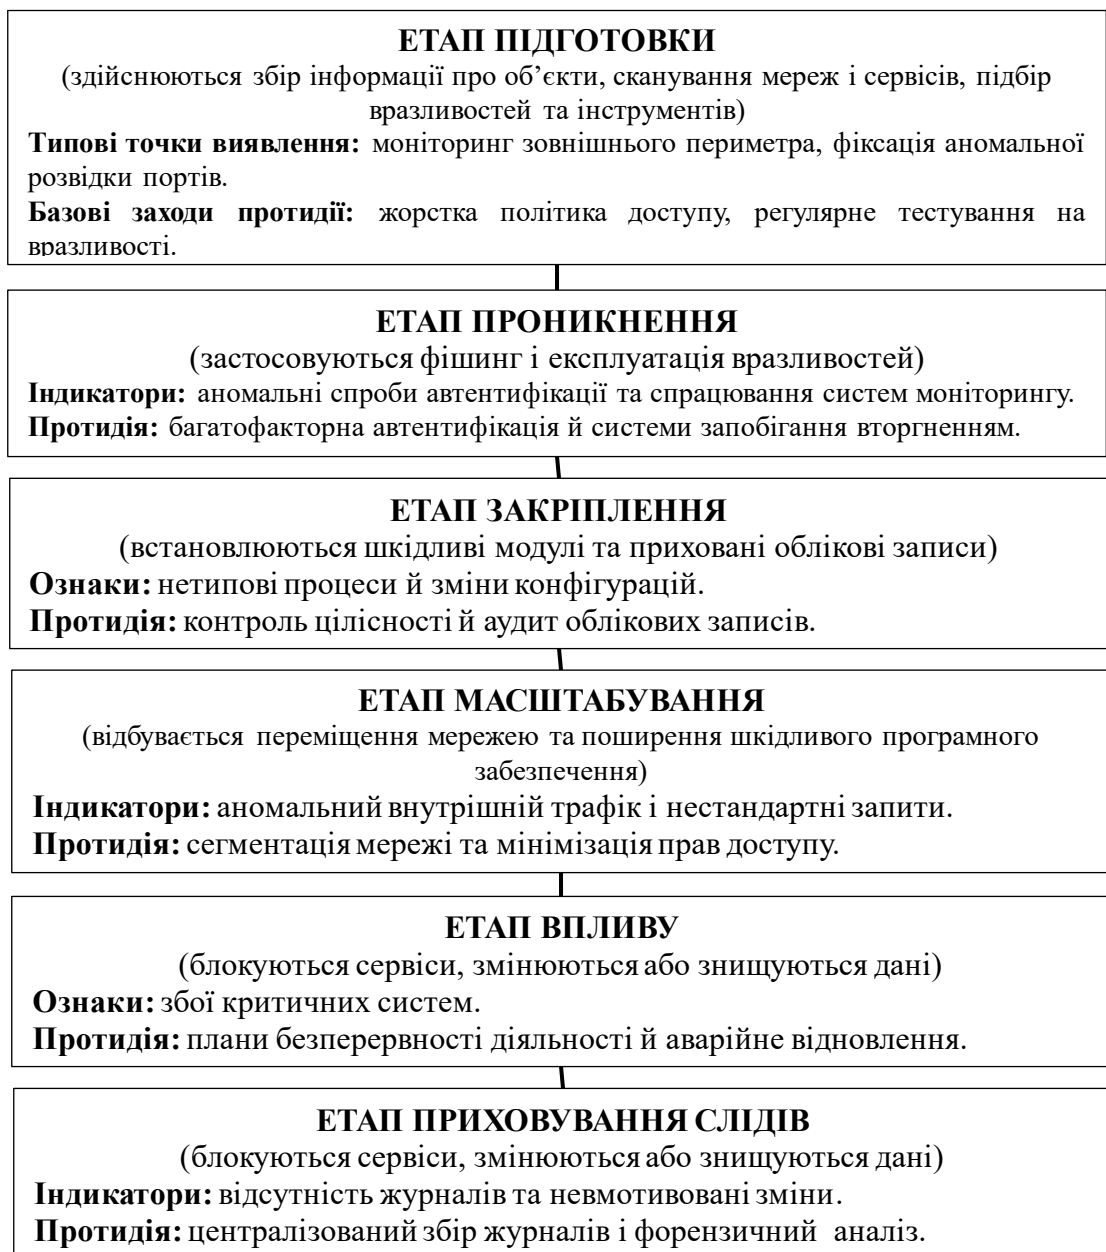 ЕТАП ПІДГОТОВКИ
(здійснюються збір інформації про об’єкти, сканування мереж і сервісів, підбір
вразливостей та інструментів)
Типові точки виявлення: моніторинг зовнішнього периметра, фіксація аномальної
розвідки портів.
Базові заходи протидії: жорстка політика доступу, регулярне тестування на
вразливості.
ЕТАП ПРОНИКНЕННЯ
(застосовуються фішинг і експлуатація вразливостей)
Індикатори: аномальні спроби автентифікації та спрацювання систем моніторингу.
Протидія: багатофакторна автентифікація й системи запобігання вторгненням.
ЕТАП ЗАКРІПЛЕННЯ
(встановлюються шкідливі модулі та приховані облікові записи)
Ознаки: нетипові процеси й зміни конфігурацій.
Протидія: контроль цілісності й аудит облікових записів.
ЕТАП МАСШТАБУВАННЯ
(відбувається переміщення мережею та поширення шкідливого програмного
забезпечення)
Індикатори: аномальний внутрішній трафік і нестандартні запити.
Протидія: сегментація мережі та мінімізація прав доступу.
ЕТАП ВПЛИВУ
(блокуються сервіси, змінюються або знищуються дані)
Ознаки: збої критичних систем.
Протидія: плани безперервності діяльності й аварійне відновлення.
ЕТАП ПРИХОВУВАННЯ СЛІДІВ
(блокуються сервіси, змінюються або знищуються дані)
Індикатори: відсутність журналів та невмотивовані зміни.
Протидія: централізований збір журналів і форензичний аналіз.